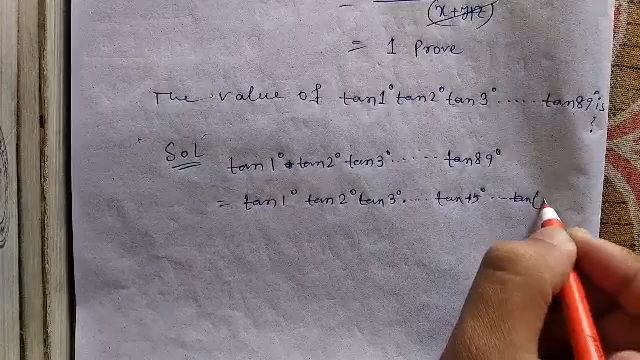 (x+y+z)
= 1 Prove
The value of tan1° tan2° tan3° ..... tan89° is
?
Sol
tan1° tan2° tan3° ...... tan89°
= tan1° tan2° tan3° .... tan45° ... tan(